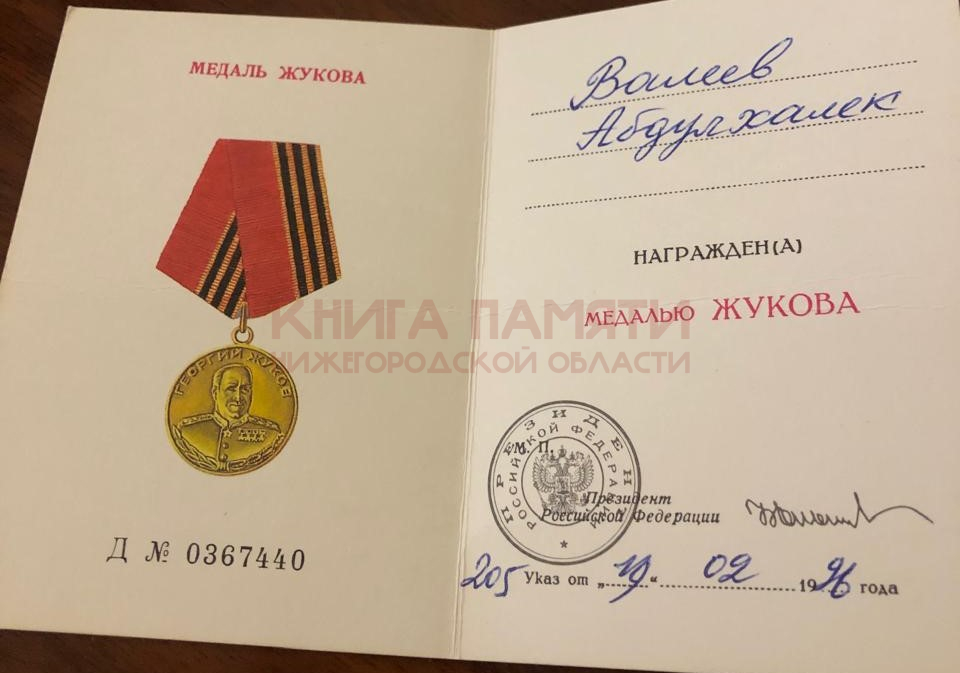 МЕДАЛЬ ЖУКОВА
ГЕОРГИЙ ЖУКОВ
Д № 0367440
Валеев
Абдулхалек
НАГРАЖДЕН(А)
МЕДАЛЬЮ ЖУКОВА
КНИГА ПАМЯТИ
НИЖЕГОРОДСКОЙ ОБЛАСТИ
ПРЕЗИДЕНТ
РОССИЙСКОЙ ФЕДЕРАЦИИ
М. П.
Президент
Российской Федерации
205 Указ от „19“ 02 1996 года